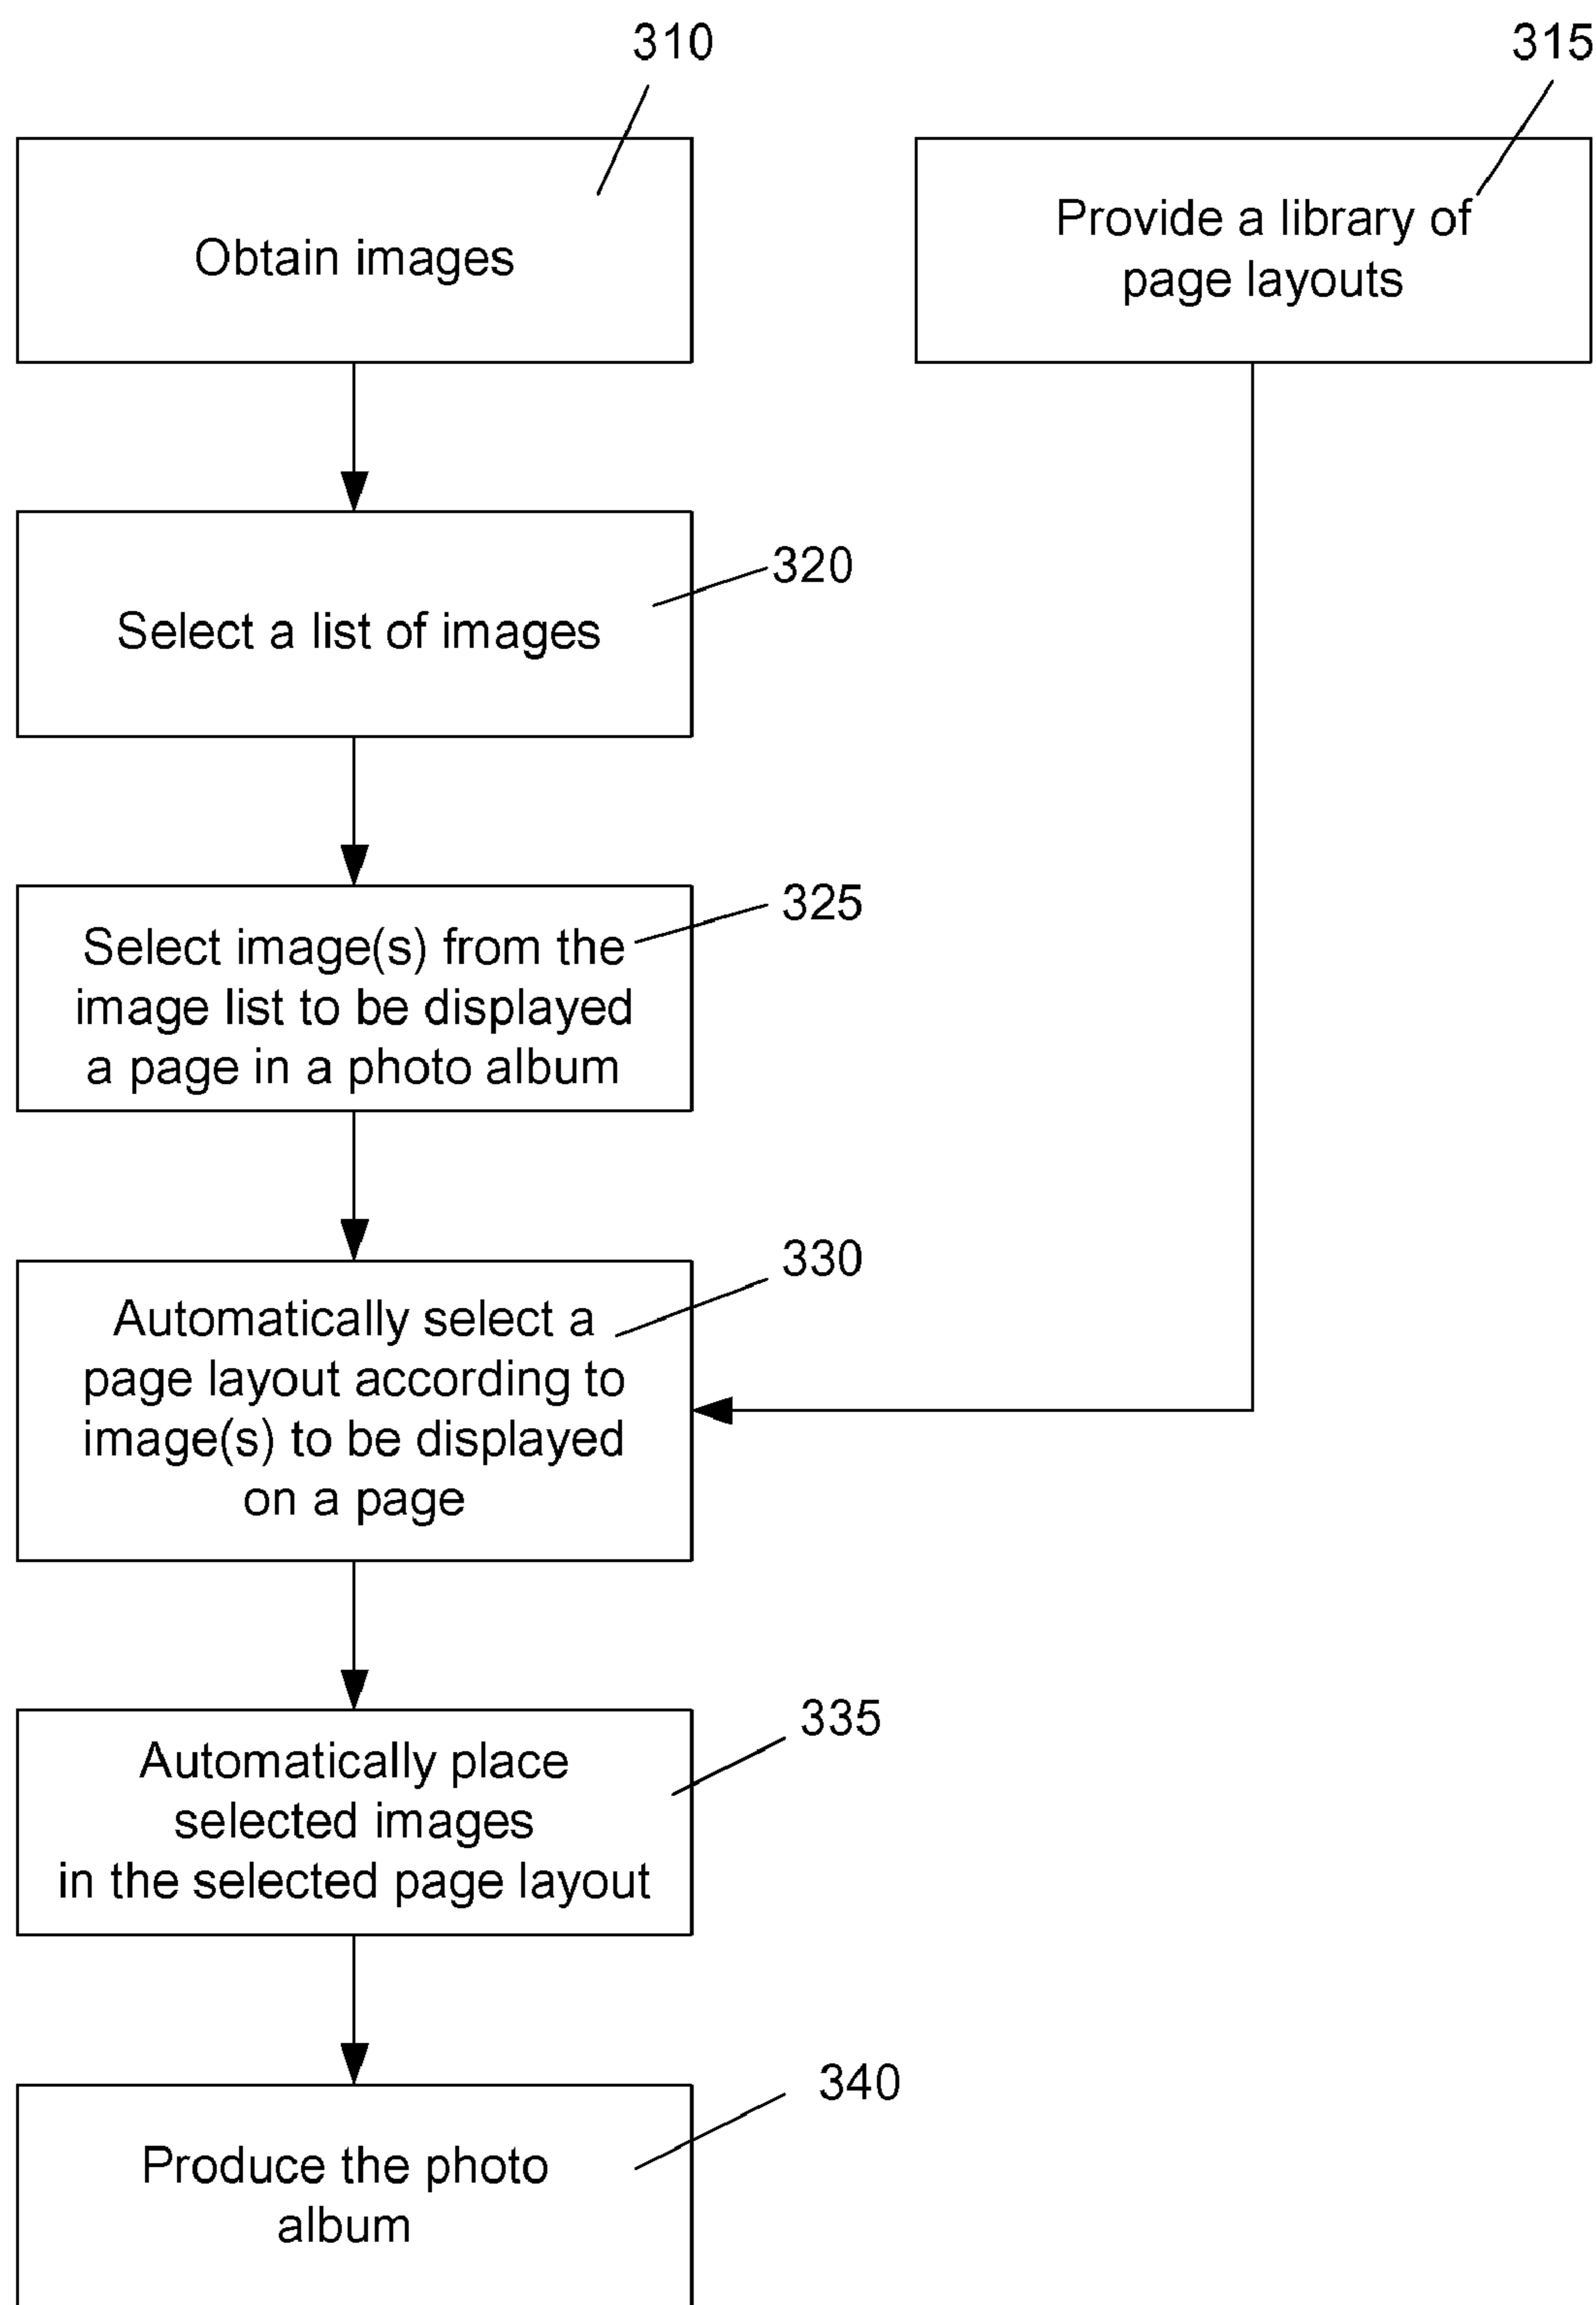 310
315
Obtain images
Provide a library of
page layouts
320
Select a list of images
325
Select image(s) from the
image list to be displayed
a page in a photo album
330
Automatically select a
page layout according to
image(s) to be displayed
on a page
335
Automatically place
selected images
in the selected page layout
340
Produce the photo
album